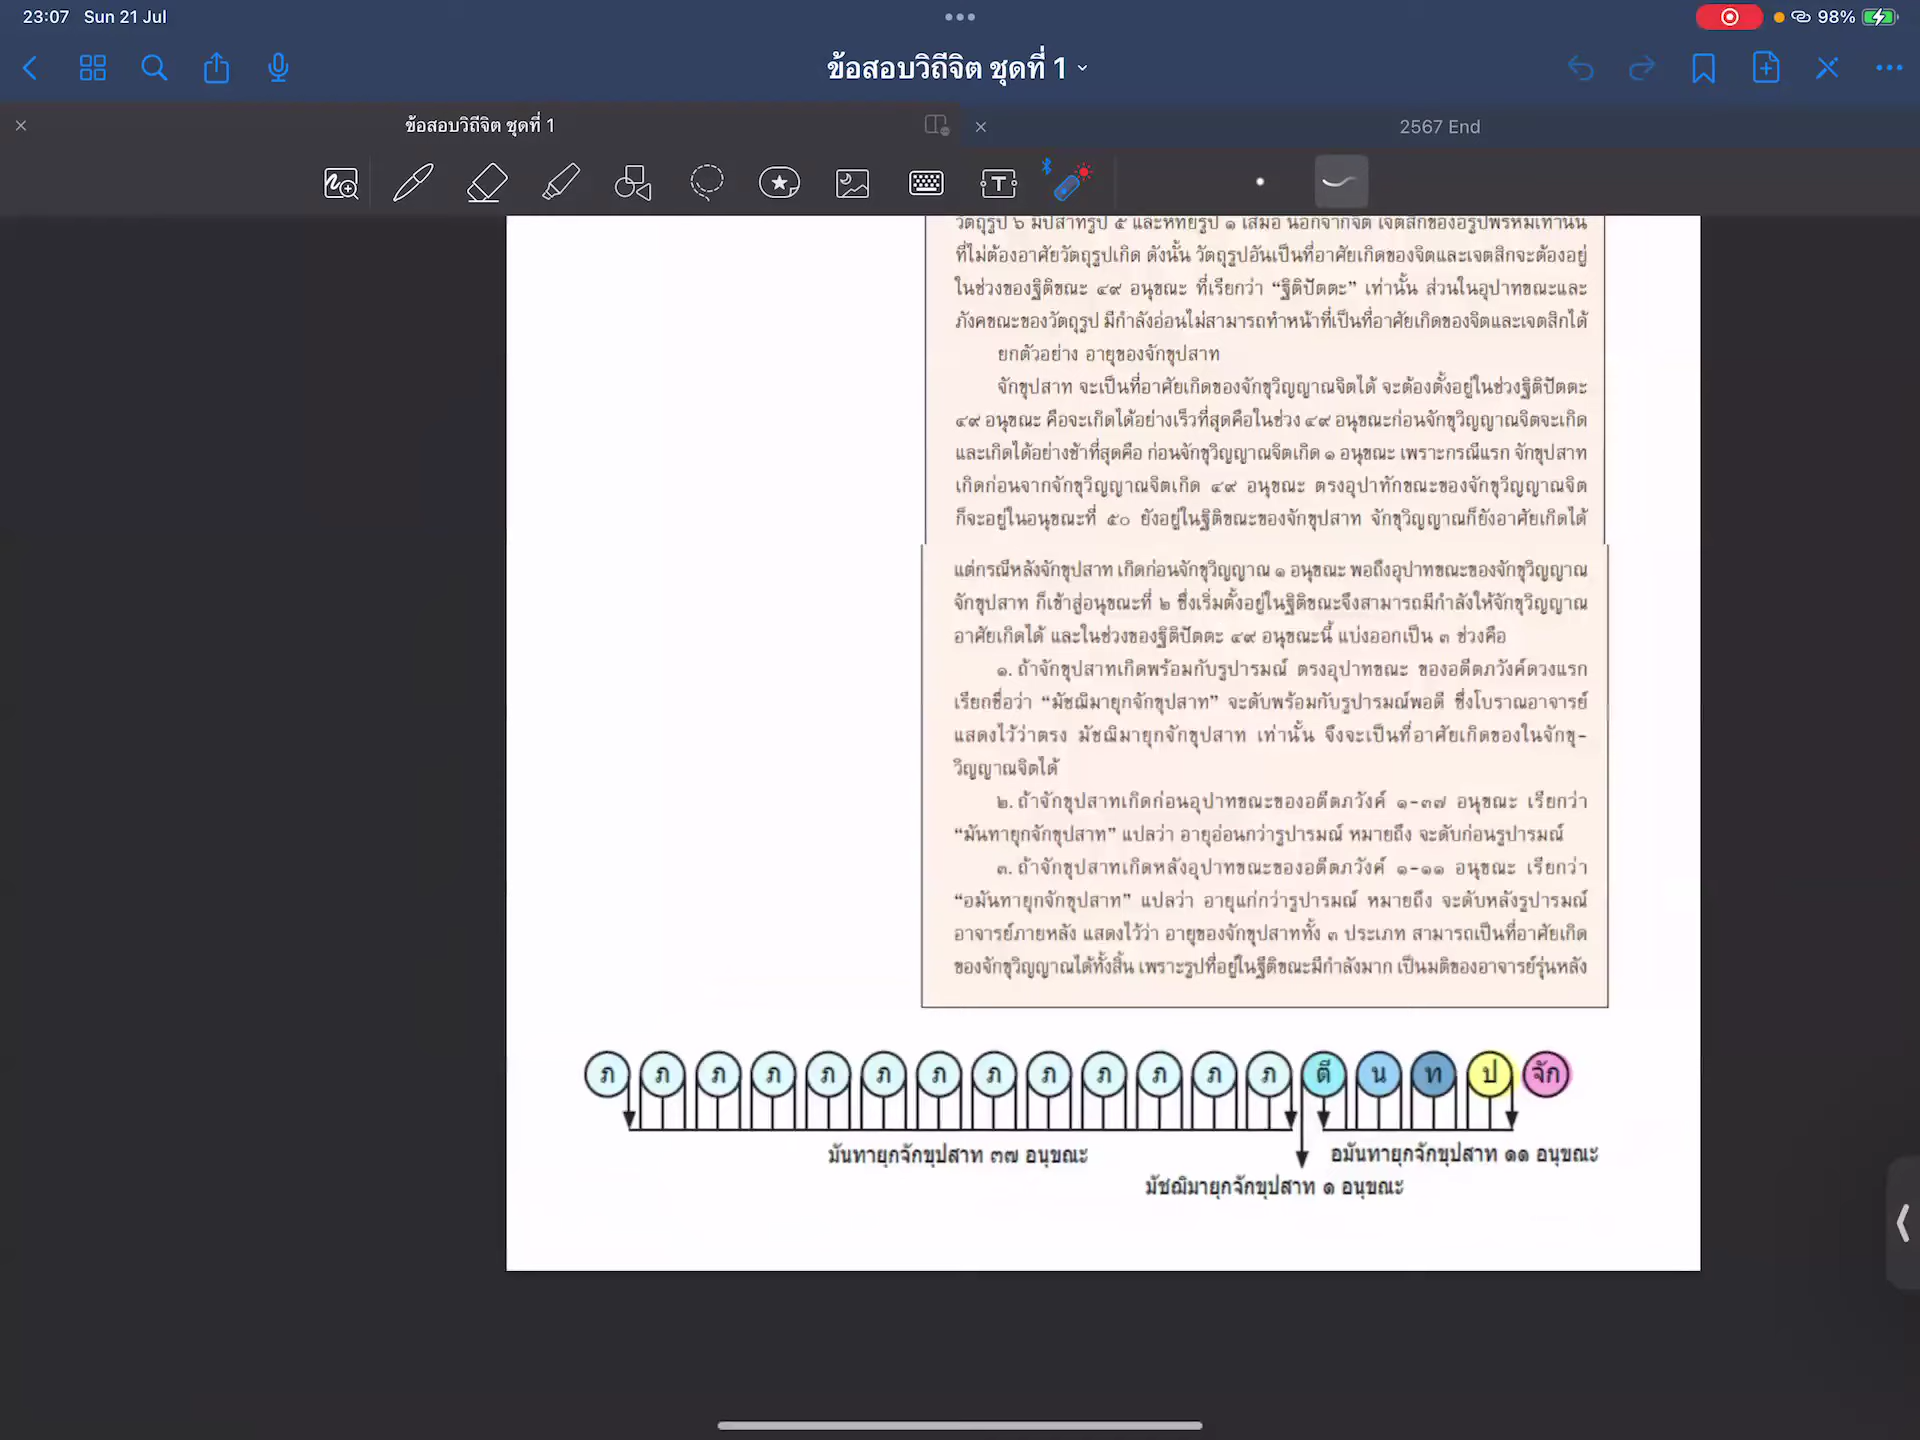 23:07 Sun 21 Jul
98%
ข้อสอบวิถีจิต ชุดที่ 1
ข้อสอบวิถีจิต ชุดที่ 1
2567 End
วัตถุรูป ๖ มีปสาทรูป ๕ และหทัยรูป ๑ เสมอ นอกจากจิต เจตสิกของอรูปพรหมเท่านั้น
ที่ไม่ต้องอาศัยวัตถุรูปเกิด ดังนั้น วัตถุรูปอันเป็นที่อาศัยเกิดของจิตและเจตสิกจะต้องอยู่
ในช่วงของฐิติขณะ ๔๙ อนุขณะ ที่เรียกว่า “ฐิติปัตตะ” เท่านั้น ส่วนในอุปาทขณะและ
ภังคขณะของวัตถุรูป มีกำลังอ่อนไม่สามารถทำหน้าที่เป็นที่อาศัยเกิดของจิตและเจตสิกได้
ยกตัวอย่าง อายุของจักขุปสาท
จักขุปสาท จะเป็นที่อาศัยเกิดของจักขุวิญญาณจิตได้ จะต้องตั้งอยู่ในช่วงฐิติปัตตะ
๔๙ อนุขณะ คือจะเกิดได้อย่างเร็วที่สุดคือในช่วง ๔๙ อนุขณะก่อนจักขุวิญญาณจิตจะเกิด
และเกิดได้อย่างช้าที่สุดคือ ก่อนจักขุวิญญาณจิตเกิด ๑ อนุขณะ เพราะกรณีแรก จักขุปสาท
เกิดก่อนจากจักขุวิญญาณจิตเกิด ๔๙ อนุขณะ ตรงอุปาทักขณะของจักขุวิญญาณจิต
ก็จะอยู่ในอนุขณะที่ ๕๐ ยังอยู่ในฐิติขณะของจักขุปสาท จักขุวิญญาณก็ยังอาศัยเกิดได้
แต่กรณีหลังจักขุปสาท เกิดก่อนจักขุวิญญาณ ๑ อนุขณะ พอถึงอุปาทขณะของจักขุวิญญาณ
จักขุปสาท ก็เข้าสู่อนุขณะที่ ๒ ซึ่งเริ่มตั้งอยู่ในฐิติขณะจึงสามารถมีกำลังให้จักขุวิญญาณ
อาศัยเกิดได้ และในช่วงของฐิติปัตตะ ๔๙ อนุขณะนี้ แบ่งออกเป็น ๓ ช่วงคือ
๑. ถ้าจักขุปสาทเกิดพร้อมกับรูปารมณ์ ตรงอุปาทขณะ ของอตีตภวังค์ดวงแรก
เรียกชื่อว่า “มัชฌิมายุกจักขุปสาท” จะดับพร้อมกับรูปารมณ์พอดี ซึ่งโบราณอาจารย์
แสดงไว้ว่าตรง มัชฌิมายุกจักขุปสาท เท่านั้น จึงจะเป็นที่อาศัยเกิดของในจักขุ-
วิญญาณจิตได้
๒. ถ้าจักขุปสาทเกิดก่อนอุปาทขณะของอตีตภวังค์ ๑-๓๗ อนุขณะ เรียกว่า
“มันทายุกจักขุปสาท” แปลว่า อายุอ่อนกว่ารูปารมณ์ หมายถึง จะดับก่อนรูปารมณ์
๓. ถ้าจักขุปสาทเกิดหลังอุปาทขณะของอตีตภวังค์ ๑-๑๑ อนุขณะ เรียกว่า
“อมันทายุกจักขุปสาท” แปลว่า อายุแก่กว่ารูปารมณ์ หมายถึง จะดับหลังรูปารมณ์
อาจารย์ภายหลัง แสดงไว้ว่า อายุของจักขุปสาททั้ง ๓ ประเภท สามารถเป็นที่อาศัยเกิด
ของจักขุวิญญาณได้ทั้งสิ้น เพราะรูปที่อยู่ในฐีติขณะมีกำลังมาก เป็นมติของอาจารย์รุ่นหลัง
ภ ภ ภ ภ ภ ภ ภ ภ ภ ภ ภ ภ ภ ตี น ท ป จัก
มันทายุกจักขุปสาท ๓๗ อนุขณะ
อมันทายุกจักขุปสาท ๑๑ อนุขณะ
มัชฌิมายุกจักขุปสาท ๑ อนุขณะ